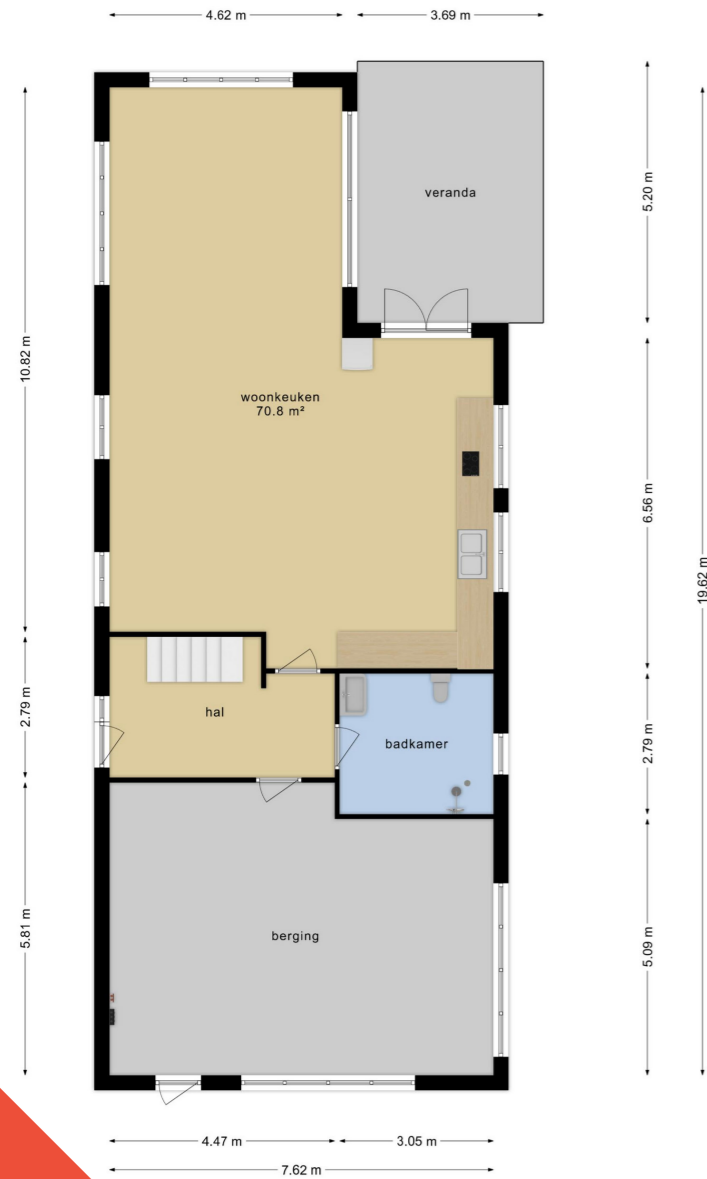 4.62 m
3.69 m
veranda
5.20 m
10.82 m
woonkeuken
70.8 m²
6.56 m
19.62 m
2.79 m
hal
badkamer
2.79 m
5.81 m
berging
5.09 m
4.47 m
3.05 m
7.62 m